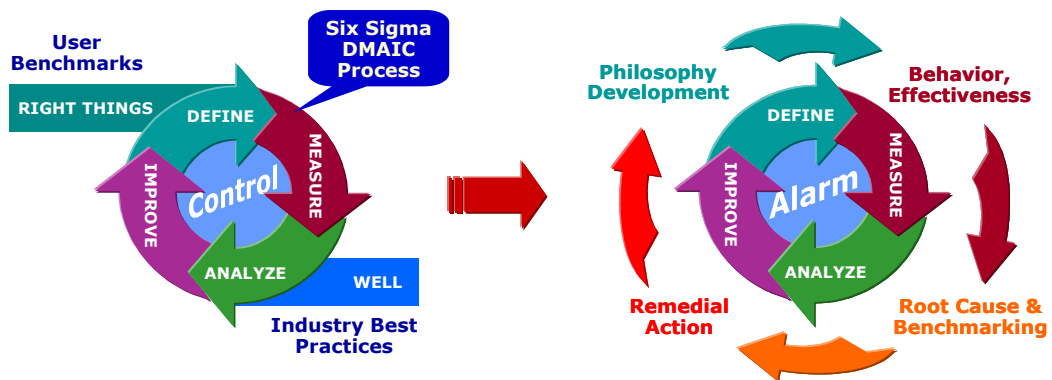 User
Benchmarks
Six Sigma
DMAIC
Process
RIGHT THINGS
DEFINE
MEASURE
IMPROVE
Control
ANALYZE
WELL
Industry Best
Practices
Philosophy
Development
Behavior,
Effectiveness
DEFINE
MEASURE
IMPROVE
Alarm
ANALYZE
Remedial
Action
Root Cause &
Benchmarking